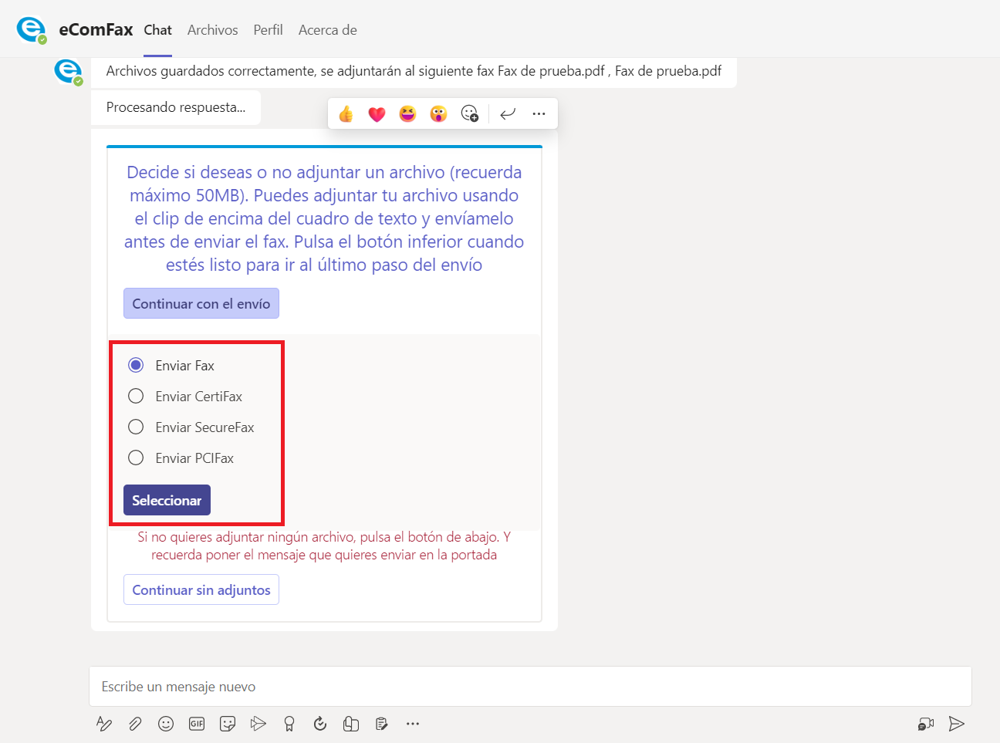 eComFax Chat Archivos Perfil Acerca de
Archivos guardados correctamente, se adjuntarán al siguiente fax Fax de prueba.pdf , Fax de prueba.pdf
Procesando respuesta...
Decide si deseas o no adjuntar un archivo (recuerda
máximo 50MB). Puedes adjuntar tu archivo usando
el clip de encima del cuadro de texto y envíamelo
antes de enviar el fax. Pulsa el botón inferior cuando
estés listo para ir al último paso del envío
Continuar con el envío
Enviar Fax
Enviar CertiFax
Enviar SecureFax
Enviar PCIFax
Seleccionar
Si no quieres adjuntar ningún archivo, pulsa el botón de abajo. Y
recuerda poner el mensaje que quieres enviar en la portada
Continuar sin adjuntos
Escribe un mensaje nuevo
GIF